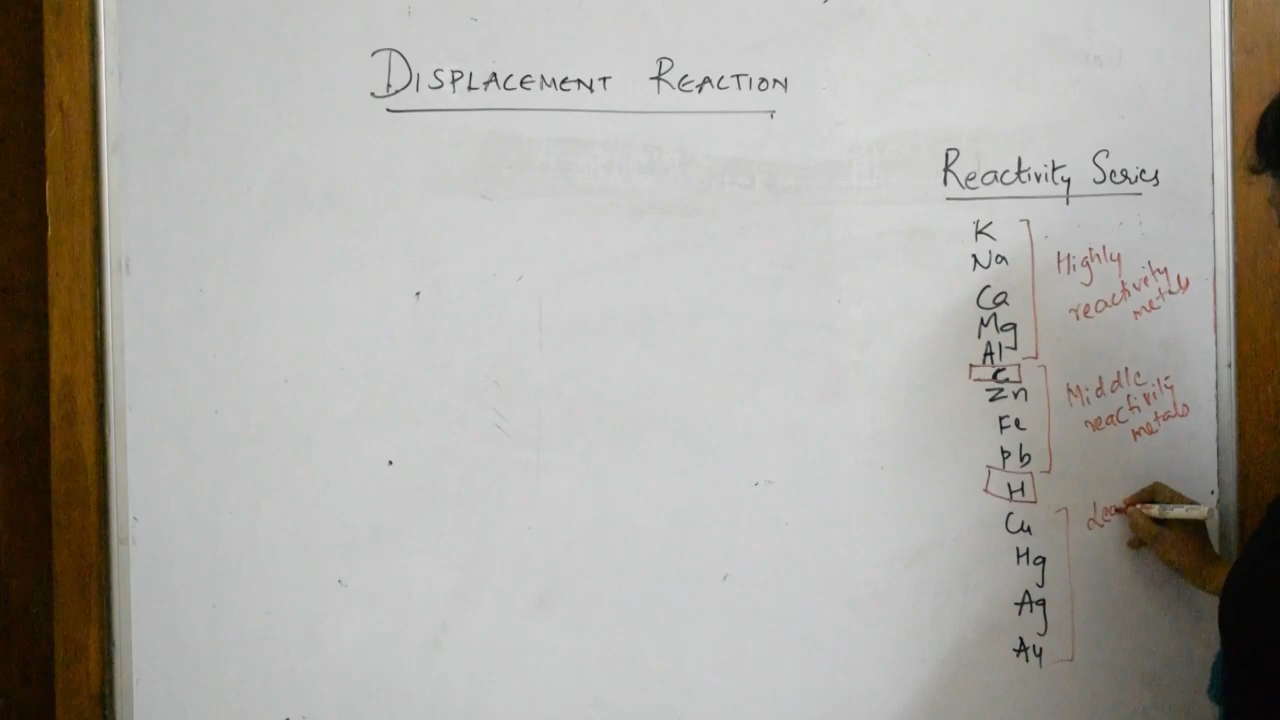 DISPLACEMENT REACTION
Reactivity Series
K
Na
Ca
Mg
Al
C
Zn
Fe
Pb
H
Cu
Hg
Ag
Au
Highly
reactivity
metals
Middle
reactivity
metals
Lea